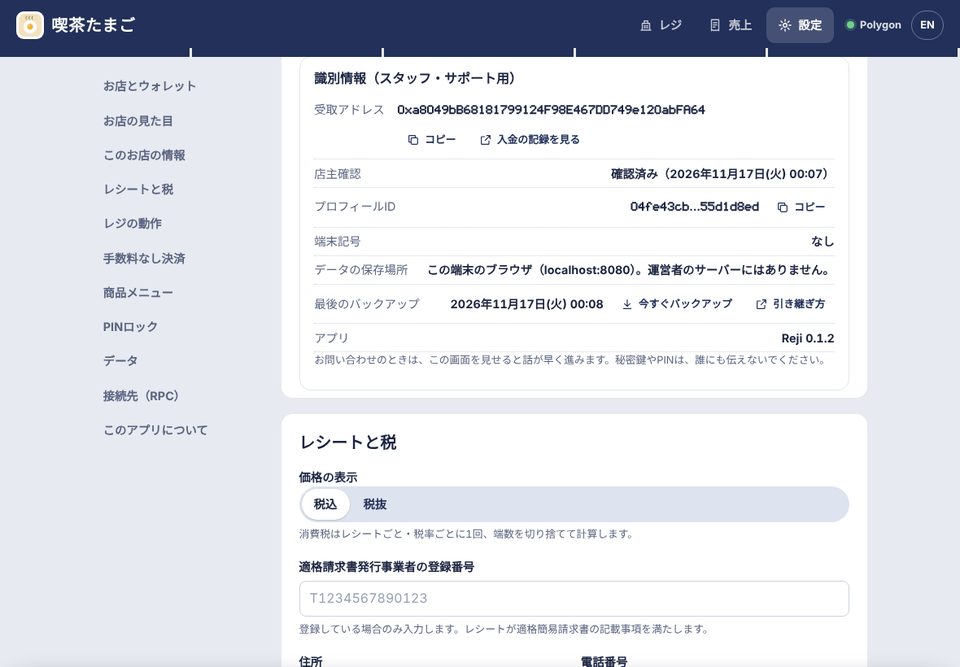 喫茶たまご
レジ
売上
設定
Polygon
EN
お店とウォレット
お店の見た目
このお店の情報
レシートと税
レジの動作
手数料なし決済
商品メニュー
PINロック
データ
接続先（RPC）
このアプリについて
識別情報（スタッフ・サポート用）
受取アドレス 0xa8049bB68181799124F98E467DD749e120abFA64
コピー 入金の記録を見る
店主確認 確認済み（2026年11月17日(火) 00:07）
プロフィールID 04fe43cb…55d1d8ed コピー
端末記号 なし
データの保存場所 この端末のブラウザ（localhost:8080）。運営者のサーバーにはありません。
最後のバックアップ 2026年11月17日(火) 00:08 今すぐバックアップ 引き継ぎ方
アプリ Reji 0.1.2
お問い合わせのときは、この画面を見せると話が早く進みます。秘密鍵やPINは、誰にも伝えないでください。
レシートと税
価格の表示
税込 税抜
消費税はレシートごと・税率ごとに1回、端数を切り捨てて計算します。
適格請求書発行事業者の登録番号
T1234567890123
登録している場合のみ入力します。レシートが適格簡易請求書の記載事項を満たします。
住所 電話番号